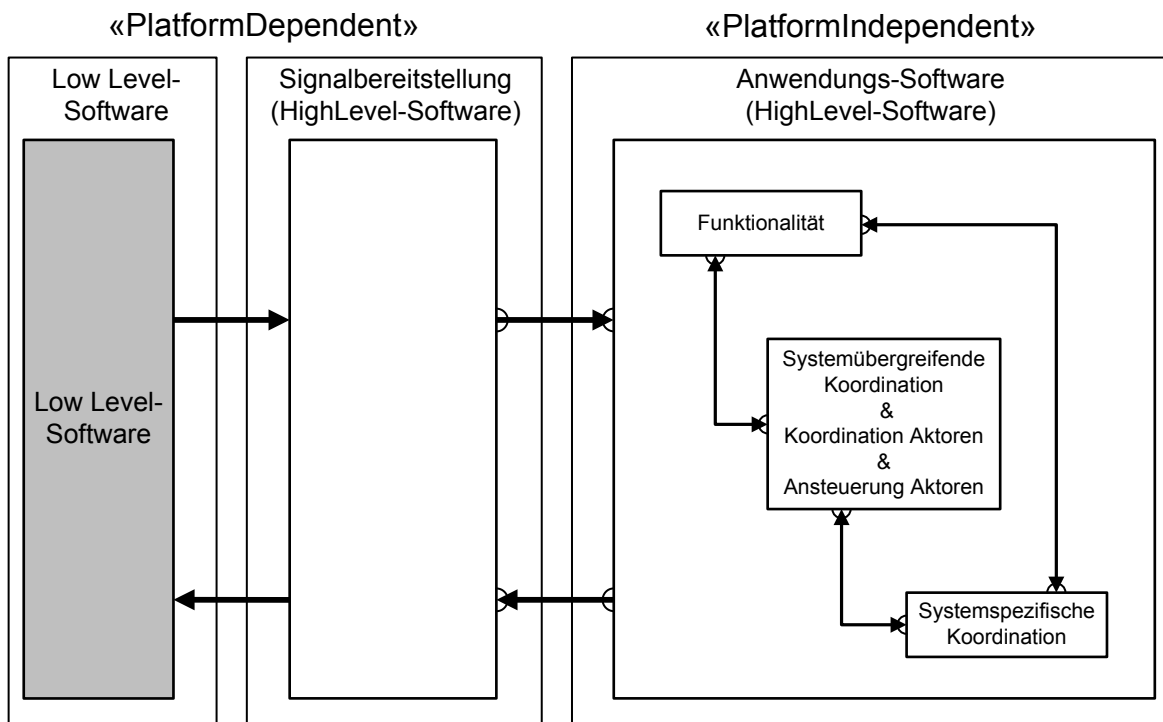 «PlatformDependent»
«PlatformIndependent»
Low Level-
Software
Signalbereitstellung
(HighLevel-Software)
Anwendungs-Software
(HighLevel-Software)
Low Level-
Software
Funktionalität
Systemübergreifende
Koordination
&
Koordination Aktoren
&
Ansteuerung Aktoren
Systemspezifische
Koordination